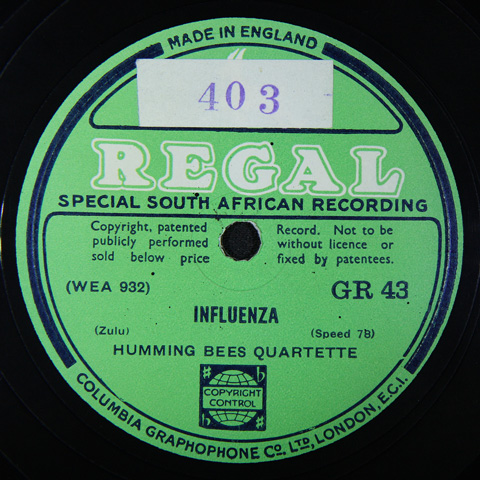 MADE IN ENGLAND
403
REGAL
SPECIAL SOUTH AFRICAN RECORDING
Copyright, patented Record. Not to be
publicly performed without licence or
sold below price fixed by patentees.
(WEA 932) GR 43
INFLUENZA
(Zulu) (Speed 78)
HUMMING BEES QUARTETTE
COPYRIGHT
CONTROL
COLUMBIA GRAPHOPHONE CO. LTD, LONDON, E.C.I.